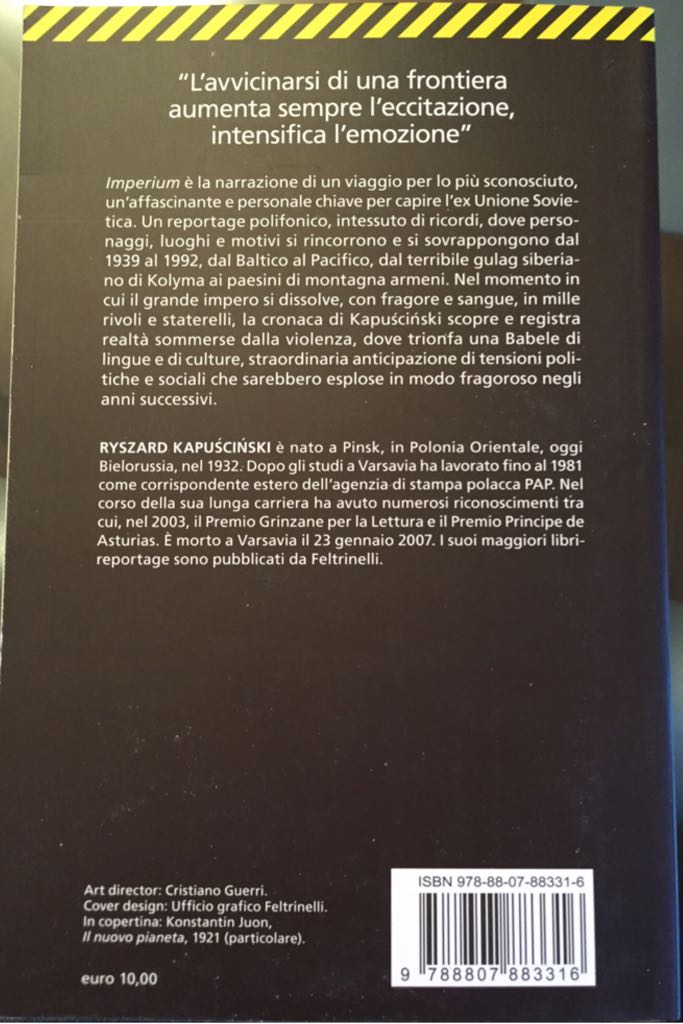 “L’avvicinarsi di una frontiera
aumenta sempre l’eccitazione,
intensifica l’emozione”
Imperium è la narrazione di un viaggio per lo più sconosciuto,
un’affascinante e personale chiave per capire l’ex Unione Sovie-
tica. Un reportage polifonico, intessuto di ricordi, dove perso-
naggi, luoghi e motivi si rincorrono e si sovrappongono dal
1939 al 1992, dal Baltico al Pacifico, dal terribile gulag siberia-
no di Kolyma ai paesini di montagna armeni. Nel momento in
cui il grande impero si dissolve, con fragore e sangue, in mille
rivoli e staterelli, la cronaca di Kapuściński scopre e registra
realtà sommerse dalla violenza, dove trionfa una Babele di
lingue e di culture, straordinaria anticipazione di tensioni poli-
tiche e sociali che sarebbero esplose in modo fragoroso negli
anni successivi.
RYSZARD KAPUŚCIŃSKI è nato a Pinsk, in Polonia Orientale, oggi
Bielorussia, nel 1932. Dopo gli studi a Varsavia ha lavorato fino al 1981
come corrispondente estero dell’agenzia di stampa polacca PAP. Nel
corso della sua lunga carriera ha avuto numerosi riconoscimenti tra
cui, nel 2003, il Premio Grinzane per la Lettura e il Premio Principe de
Asturias. È morto a Varsavia il 23 gennaio 2007. I suoi maggiori libri-
reportage sono pubblicati da Feltrinelli.
Art director: Cristiano Guerri.
Cover design: Ufficio grafico Feltrinelli.
In copertina: Konstantin Juon,
Il nuovo pianeta, 1921 (particolare).
euro 10,00
ISBN 978-88-07-88331-6
9 788807 883316